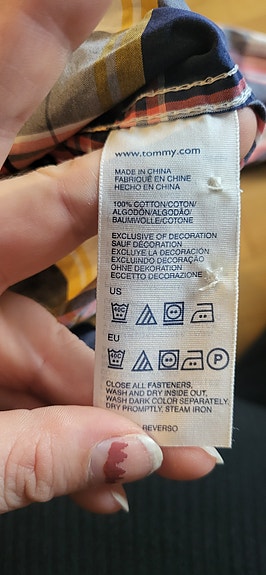 www.tommy.com
MADE IN CHINA
FABRIQUÉ EN CHINE
HECHO EN CHINA
100% COTTON/COTON/
ALGODÓN/ALGODÃO/
BAUMWOLLE/COTONE
EXCLUSIVE OF DECORATION
SAUF DÉCORATION
EXCLUYE LA DECORACIÓN
EXCLUINDO DECORAÇÃO
OHNE DEKORATION
ECCETTO DECORAZIONE
US
EU
40C P
CLOSE ALL FASTENERS,
WASH AND DRY INSIDE OUT,
WASH DARK COLOR SEPARATELY.
DRY PROMPTLY, STEAM IRON
REVERSO